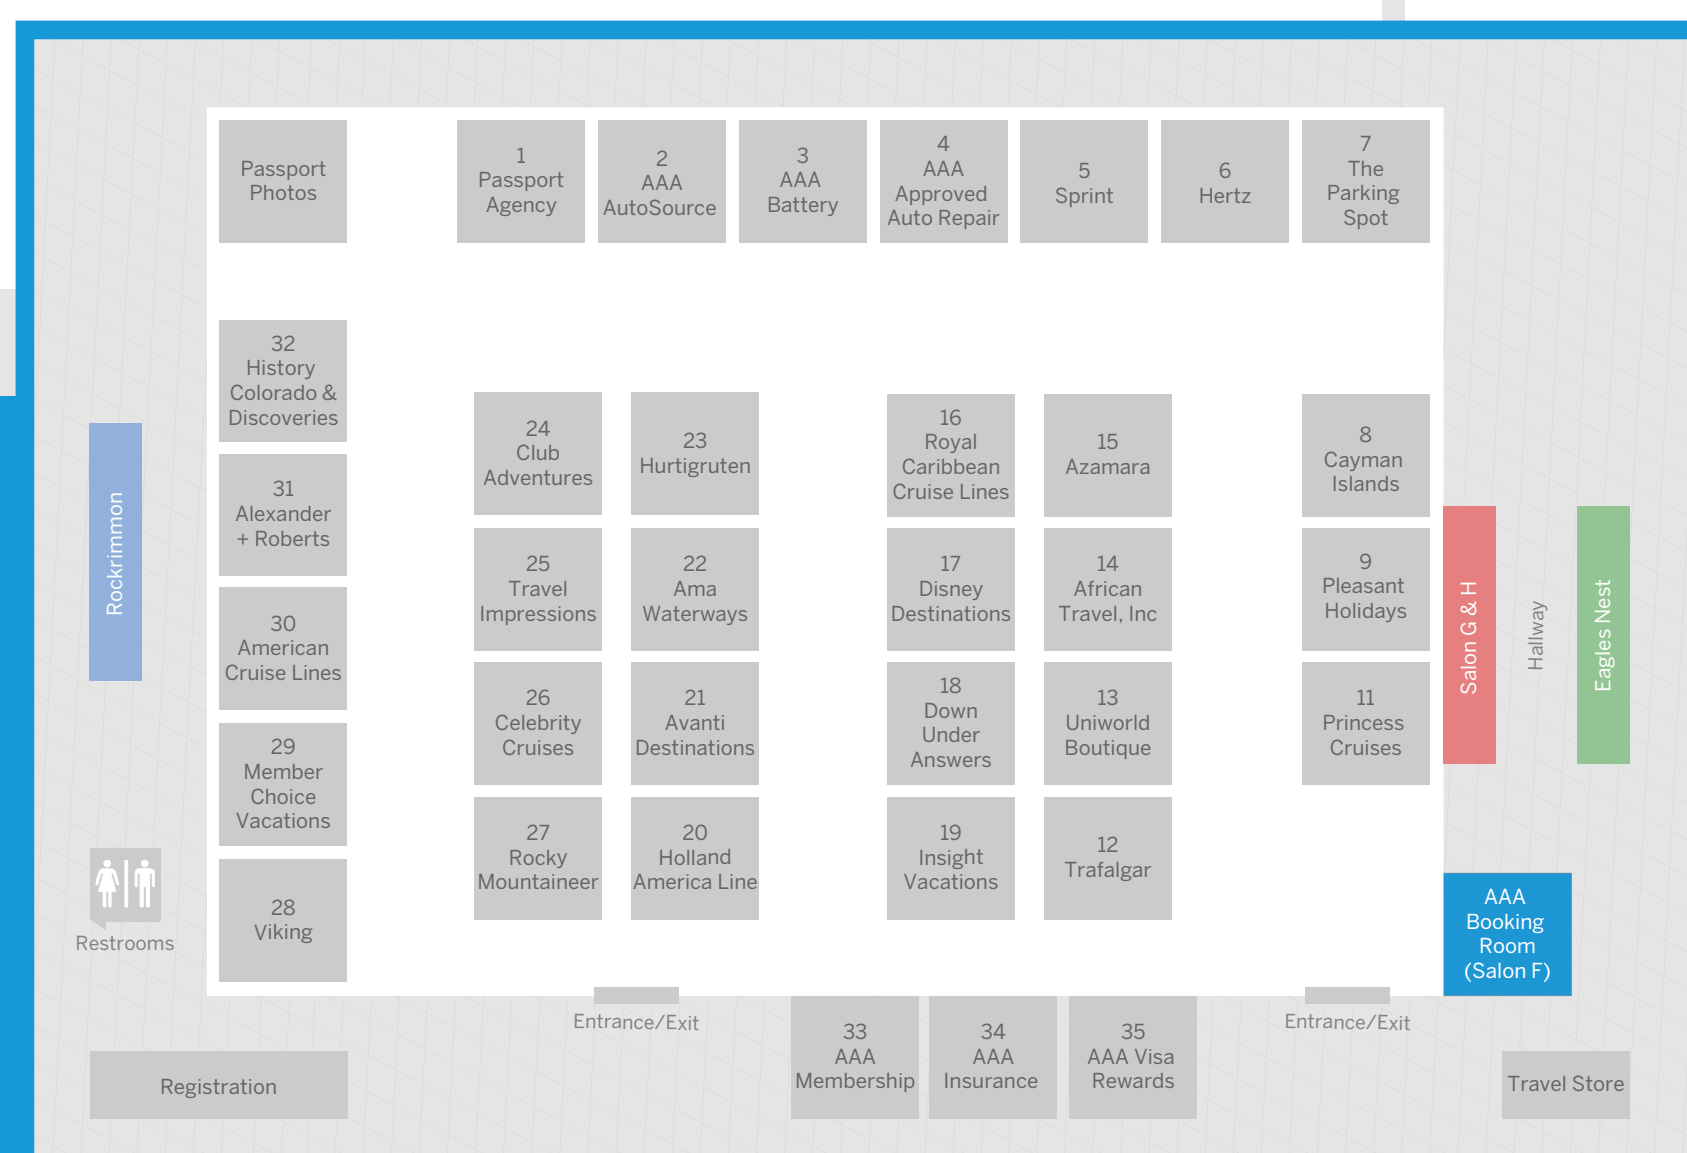 Passport
Photos
1
Passport
Agency
2
AAA
AutoSource
3
AAA
Battery
4
AAA
Approved
Auto Repair
5
Sprint
6
Hertz
7
The
Parking
Spot
32
History
Colorado &
Discoveries
31
Alexander
+ Roberts
30
American
Cruise Lines
29
Member
Choice
Vacations
28
Viking
24
Club
Adventures
23
Hurtigruten
25
Travel
Impressions
22
Ama
Waterways
26
Celebrity
Cruises
21
Avanti
Destinations
27
Rocky
Mountaineer
20
Holland
America Line
16
Royal
Caribbean
Cruise Lines
15
Azamara
17
Disney
Destinations
14
African
Travel, Inc
18
Down
Under
Answers
13
Uniworld
Boutique
19
Insight
Vacations
12
Trafalgar
8
Cayman
Islands
9
Pleasant
Holidays
11
Princess
Cruises
Rockrimmon
Salon G & H
Hallway
Eagles Nest
Restrooms
AAA
Booking
Room
(Salon F)
Entrance/Exit
Entrance/Exit
33
AAA
Membership
34
AAA
Insurance
35
AAA Visa
Rewards
Registration
Travel Store